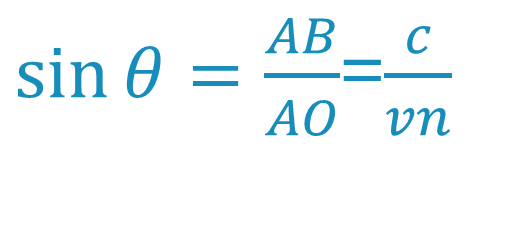 sin θ = AB/AO = c/vn